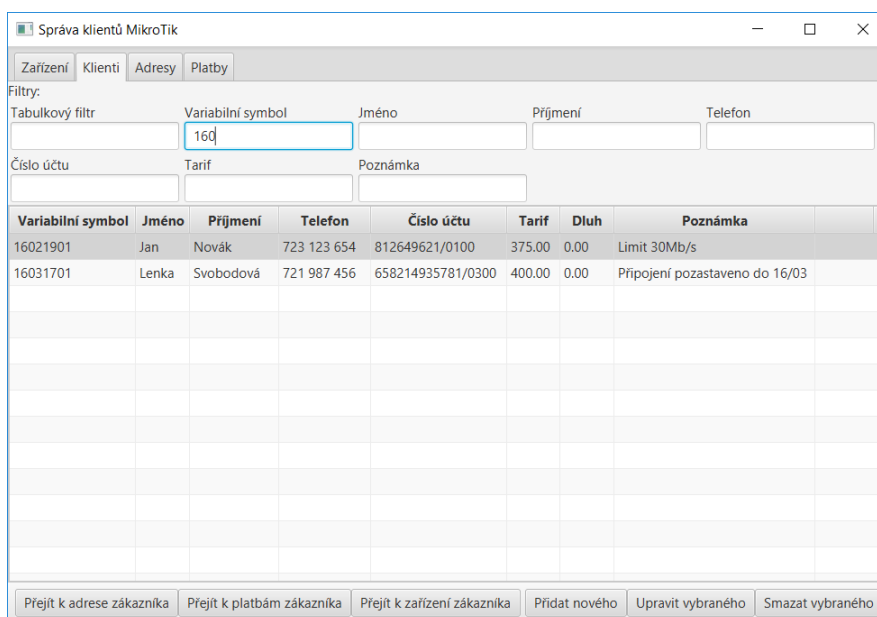 Správa klientů MikroTik
Zařízení Klienti Adresy Platby
Filtry:
Tabulkový filtr Variabilní symbol Jméno Příjmení Telefon
160
Číslo účtu Tarif Poznámka
Variabilní symbol Jméno Příjmení Telefon Číslo účtu Tarif Dluh Poznámka
16021901 Jan Novák 723 123 654 812649621/0100 375.00 0.00 Limit 30Mb/s
16031701 Lenka Svobodová 721 987 456 658214935781/0300 400.00 0.00 Připojení pozastaveno do 16/03
Přejít k adrese zákazníka Přejít k platbám zákazníka Přejít k zařízení zákazníka Přidat nového Upravit vybraného Smazat vybraného